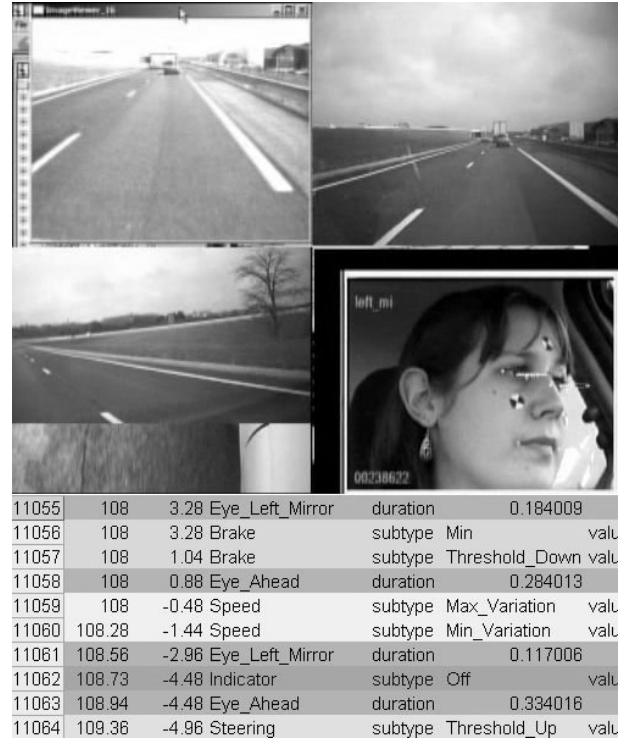 ImageViewer_16
File
left_mi
00238622
11055 108 3.28 Eye_Left_Mirror duration 0.184009
11056 108 3.28 Brake subtype Min valu
11057 108 1.04 Brake subtype Threshold_Down valu
11058 108 0.88 Eye_Ahead duration 0.284013
11059 108 -0.48 Speed subtype Max_Variation valu
11060 108.28 -1.44 Speed subtype Min_Variation valu
11061 108.56 -2.96 Eye_Left_Mirror duration 0.117006
11062 108.73 -4.48 Indicator subtype Off valu
11063 108.94 -4.48 Eye_Ahead duration 0.334016
11064 109.36 -4.96 Steering subtype Threshold_Up valu